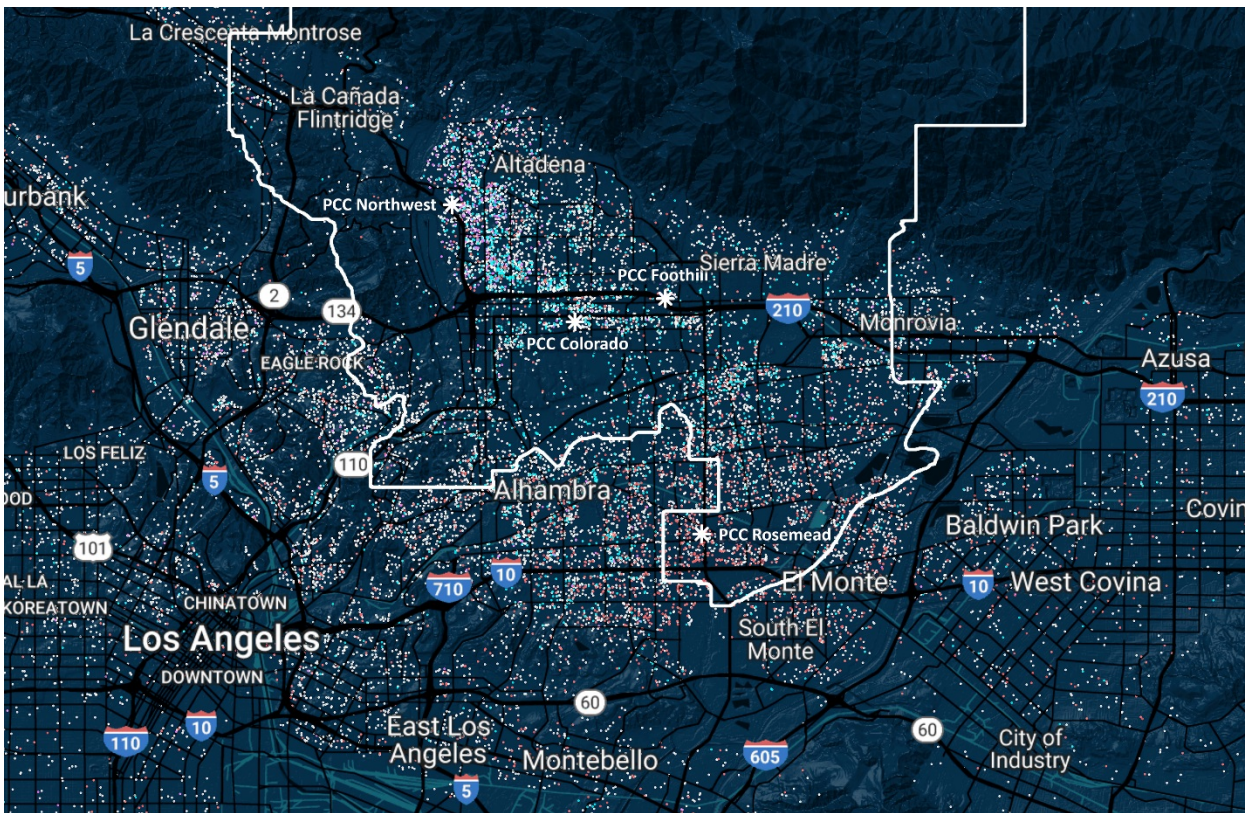 La Crescenta Montrose
La Cañada
Flintridge
Altadena
urbank
PCC Northwest
PCC Foothill
Sierra Madre
5
2
134
210
Glendale
PCC Colorado
Monrovia
EAGLE ROCK
Azusa
210
LOS FELIZ
110
5
Alhambra
OOD
Covin
101
PCC Rosemead
Baldwin Park
710
10
El Monte
10
West Covina
AL LA
KOREATOWN
CHINATOWN
Los Angeles
South El
Monte
DOWNTOWN
60
10
110
East Los
Angeles
60
605
City of
Industry
Montebello
5